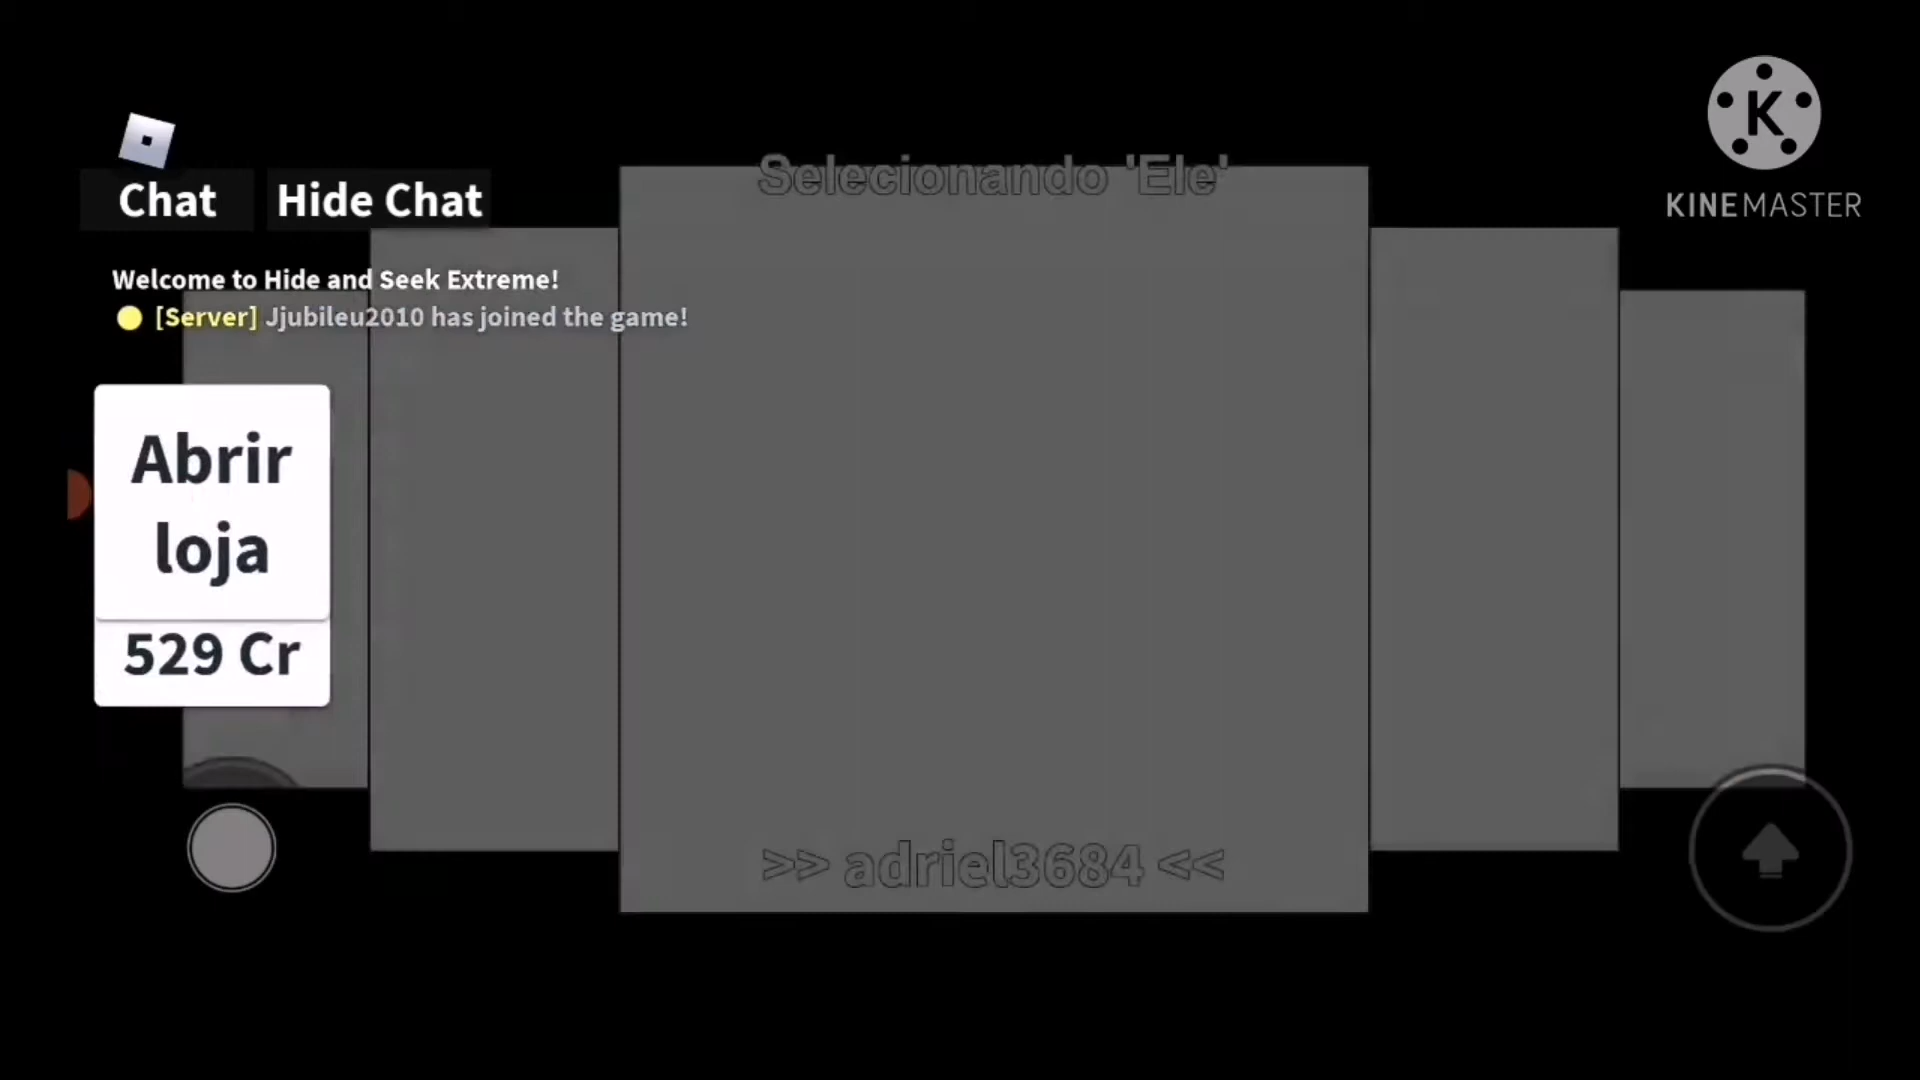 Selecionando 'Ele'
Chat
Hide Chat
KINEMASTER
Welcome to Hide and Seek Extreme!
[Server] Jjubileu2010 has joined the game!
Abrir
loja
529 Cr
>> adriel3684 <<